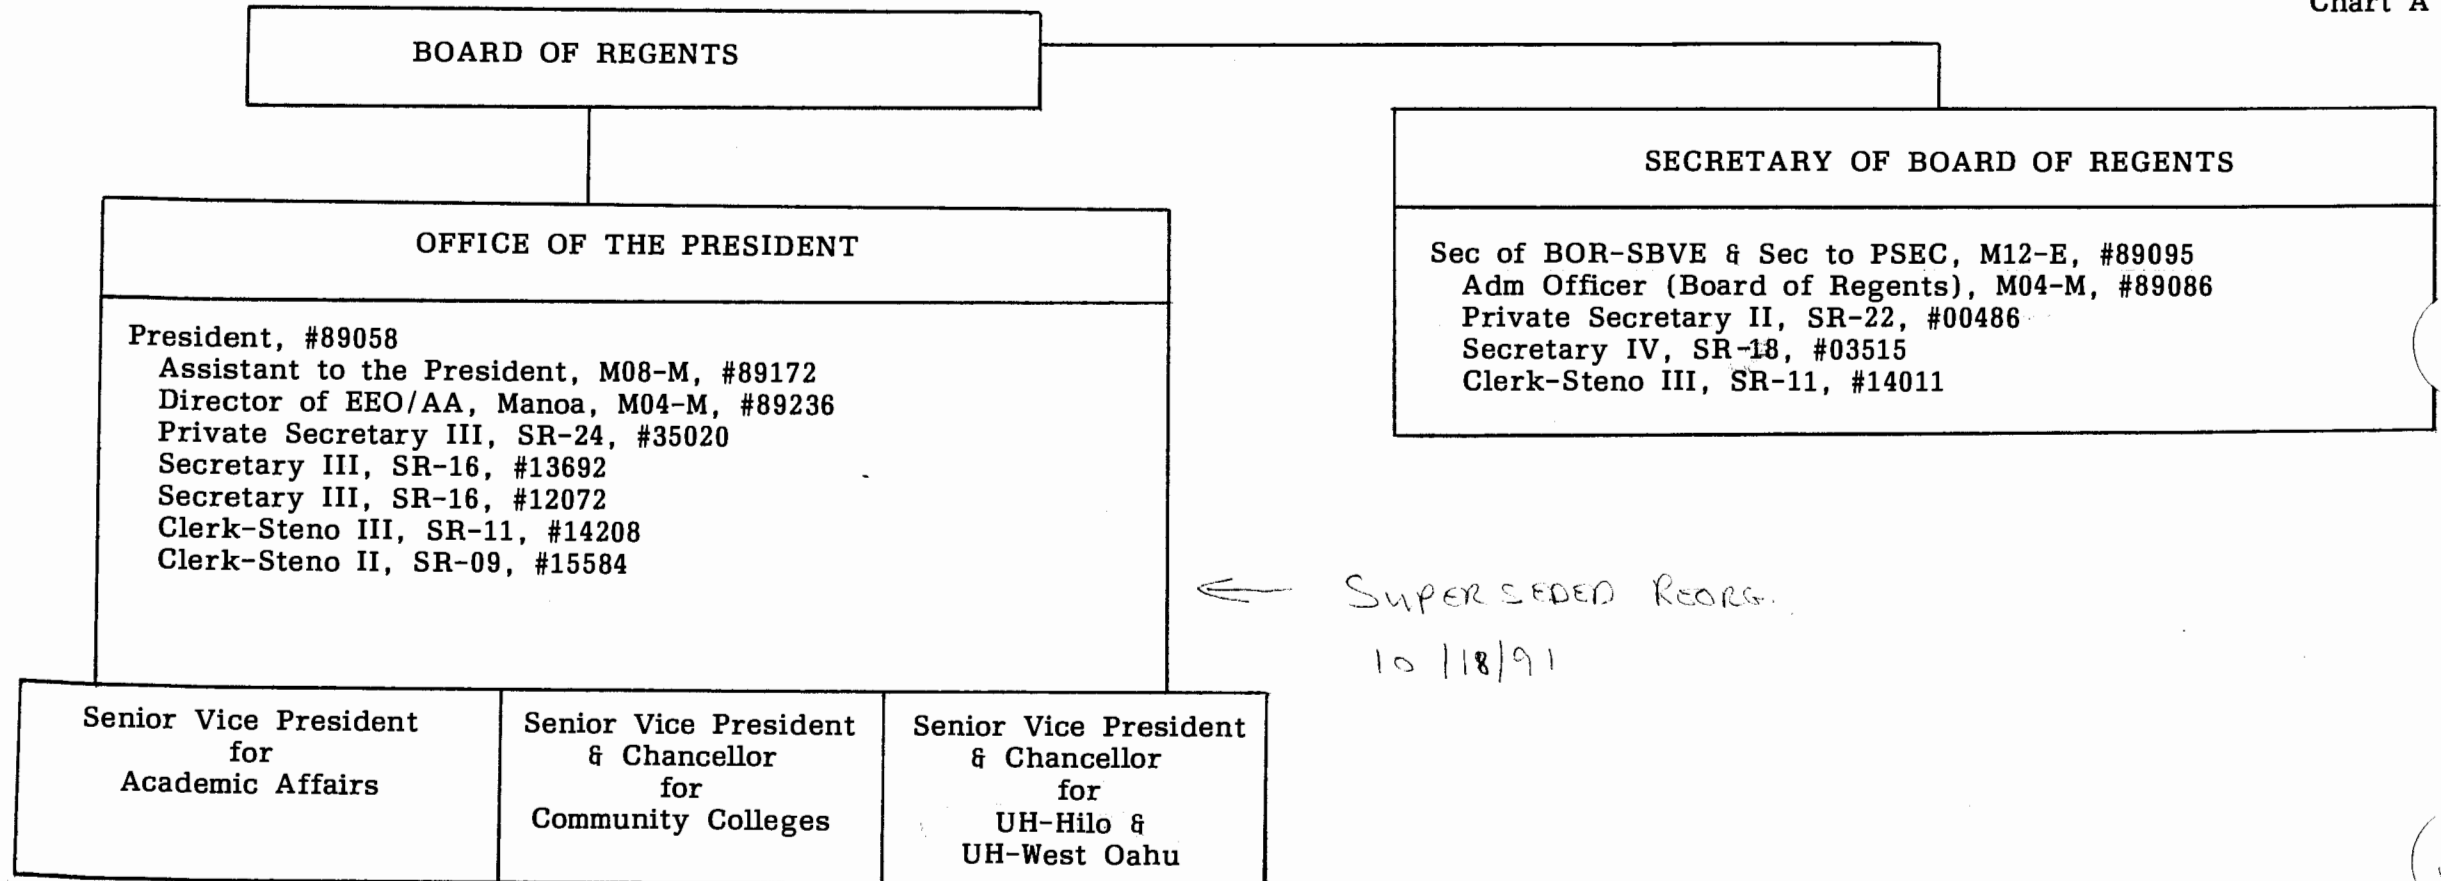 Chart A
BOARD OF REGENTS
SECRETARY OF BOARD OF REGENTS
Sec of BOR-SBVE & Sec to PSEC, M12-E, #89095
Adm Officer (Board of Regents), M04-M, #89086
Private Secretary II, SR-22, #00486
Secretary IV, SR-18, #03515
Clerk-Steno III, SR-11, #14011
OFFICE OF THE PRESIDENT
President, #89058
Assistant to the President, M08-M, #89172
Director of EEO/AA, Manoa, M04-M, #89236
Private Secretary III, SR-24, #35020
Secretary III, SR-16, #13692
Secretary III, SR-16, #12072
Clerk-Steno III, SR-11, #14208
Clerk-Steno II, SR-09, #15584
← SUPERSEDED REORG.
10/18/91
Senior Vice President
for
Academic Affairs
Senior Vice President
& Chancellor
for
Community Colleges
Senior Vice President
& Chancellor
for
UH-Hilo &
UH-West Oahu